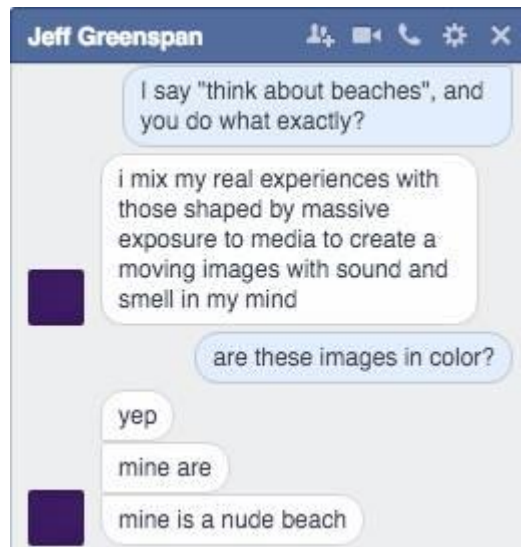 Jeff Greenspan
I say "think about beaches", and
you do what exactly?
i mix my real experiences with
those shaped by massive
exposure to media to create a
moving images with sound and
smell in my mind
are these images in color?
yep
mine are
mine is a nude beach